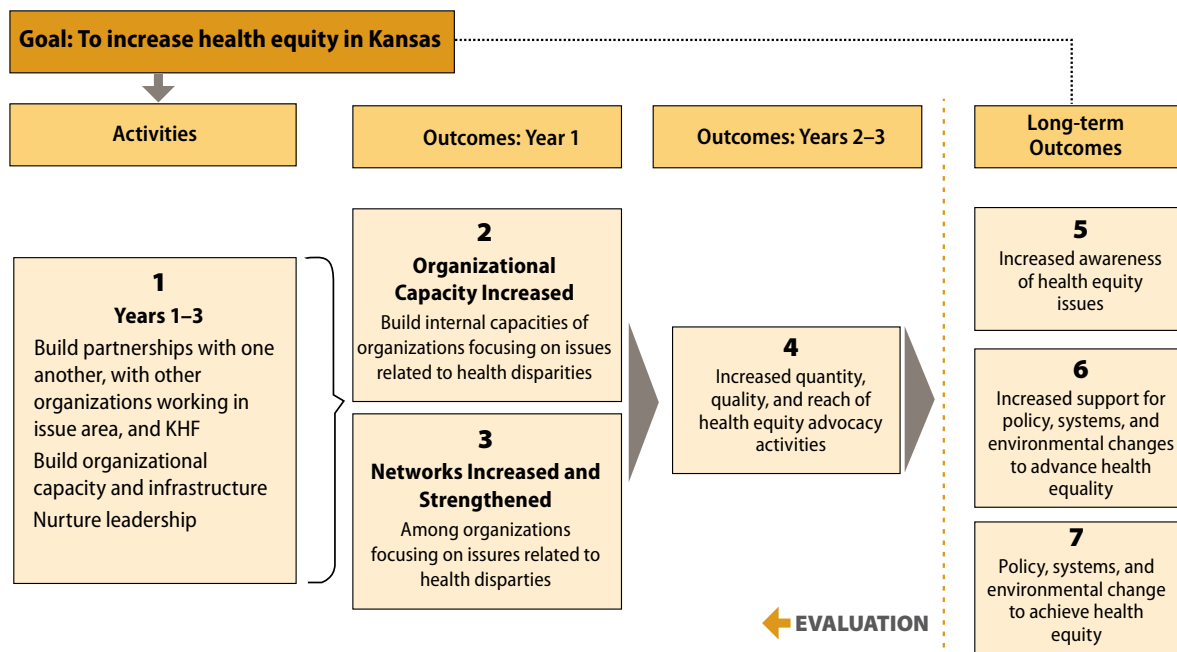 Goal: To increase health equity in Kansas
Activities
Outcomes: Year 1
Outcomes: Years 2–3
Long-term
Outcomes
1
Years 1–3
Build partnerships with one
another, with other
organizations working in
issue area, and KHF
Build organizational
capacity and infrastructure
Nurture leadership
2
Organizational
Capacity Increased
Build internal capacities of
organizations focusing on issues
related to health disparities
3
Networks Increased and
Strengthened
Among organizations
focusing on issures related to
health disparties
4
Increased quantity,
quality, and reach of
health equity advocacy
activities
5
Increased awareness
of health equity
issues
6
Increased support for
policy, systems, and
environmental changes
to advance health
equality
7
Policy, systems, and
environmental change
to achieve health
equity
EVALUATION